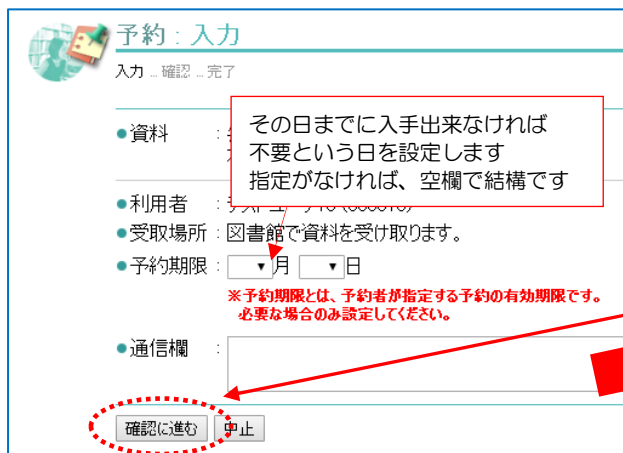 予約:入力
入力 … 確認 … 完了
●資料 :
その日までに入手出来なければ
不要という日を設定します
指定がなければ、空欄で結構です
●利用者 :
●受取場所 : 図書館で資料を受け取ります。
●予約期限 : ▼月 ▼日
※予約期限とは、予約者が指定する予約の有効期限です。
必要な場合のみ設定してください。
●通信欄 :
確認に進む 中止